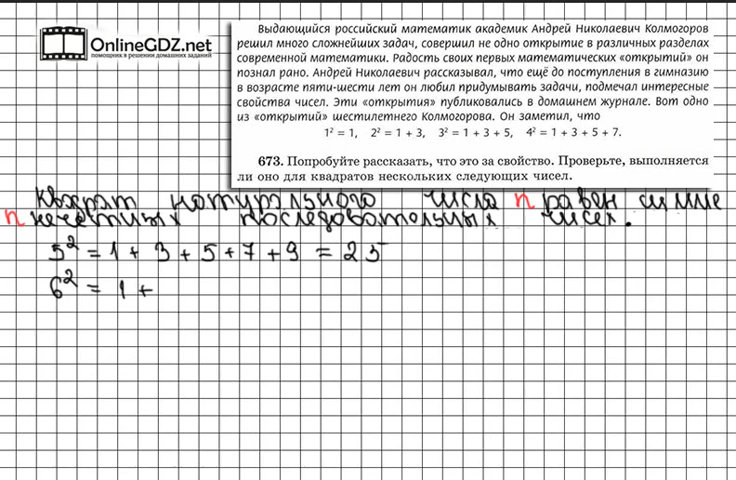 OnlineGDZ.net
помощник в решении домашних заданий
Выдающийся российский математик академик Андрей Николаевич Колмогоров
решил много сложнейших задач, совершил не одно открытие в различных разделах
современной математики. Радость своих первых математических «открытий» он
познал рано. Андрей Николаевич рассказывал, что ещё до поступления в гимназию
в возрасте пяти-шести лет он любил придумывать задачи, подмечал интересные
свойства чисел. Эти «открытия» публиковались в домашнем журнале. Вот одно
из «открытий» шестилетнего Колмогорова. Он заметил, что
1² = 1, 2² = 1 + 3, 3² = 1 + 3 + 5, 4² = 1 + 3 + 5 + 7.
673. Попробуйте рассказать, что это за свойство. Проверьте, выполняется
ли оно для квадратов нескольких следующих чисел.
Квадрат натурального числа n равен сумме
n нечетных последовательных чисел.
5² = 1 + 3 + 5 + 7 + 9 = 25
6² = 1 +